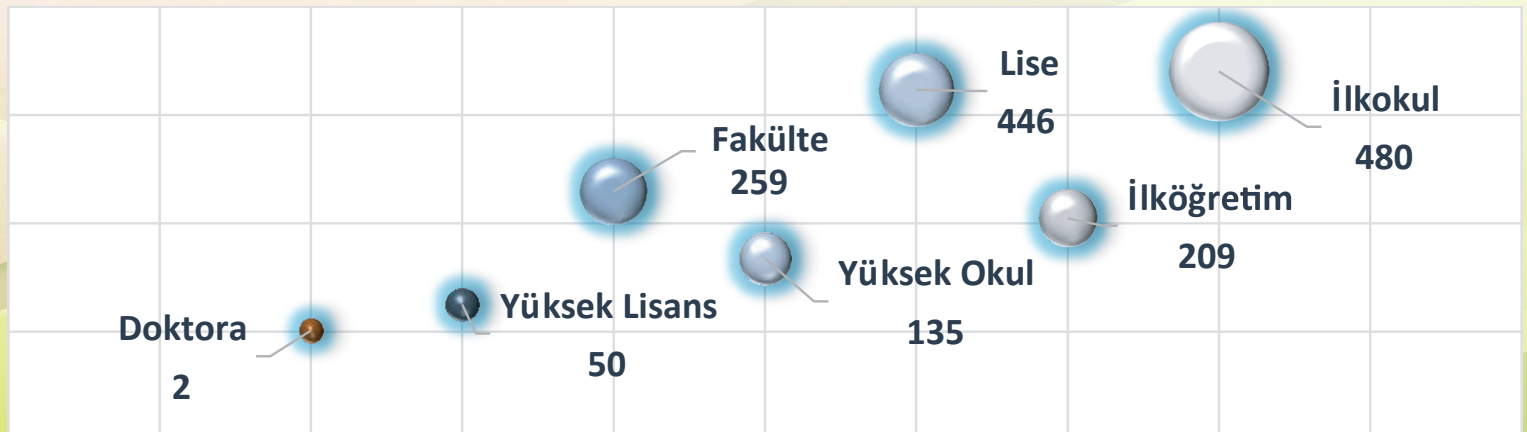 Doktora
2
Yüksek Lisans
50
Fakülte
259
Yüksek Okul
135
Lise
446
İlköğretim
209
İlkokul
480